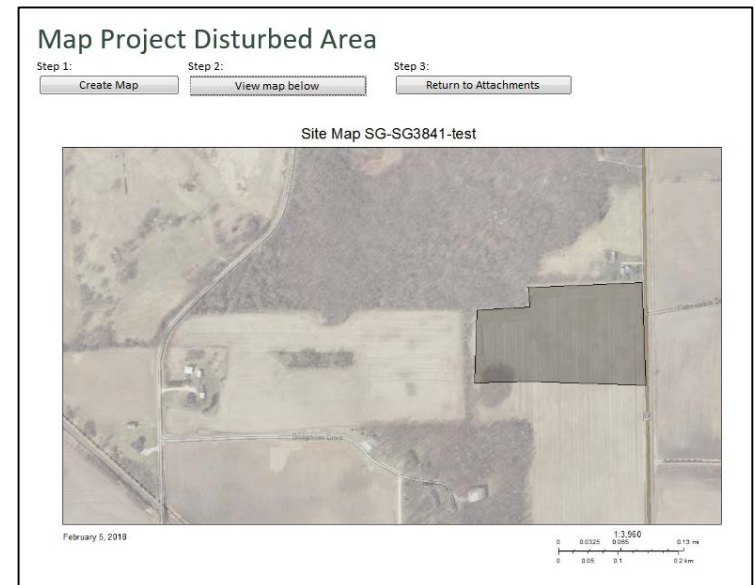 Map Project Disturbed Area
Step 1: Step 2: Step 3:
Create Map View map below Return to Attachments
Site Map SG-SG3841-test
February 5, 2018
1:3,960
0 0.0325 0.065 0.13 mi
0 0.05 0.1 0.2 km